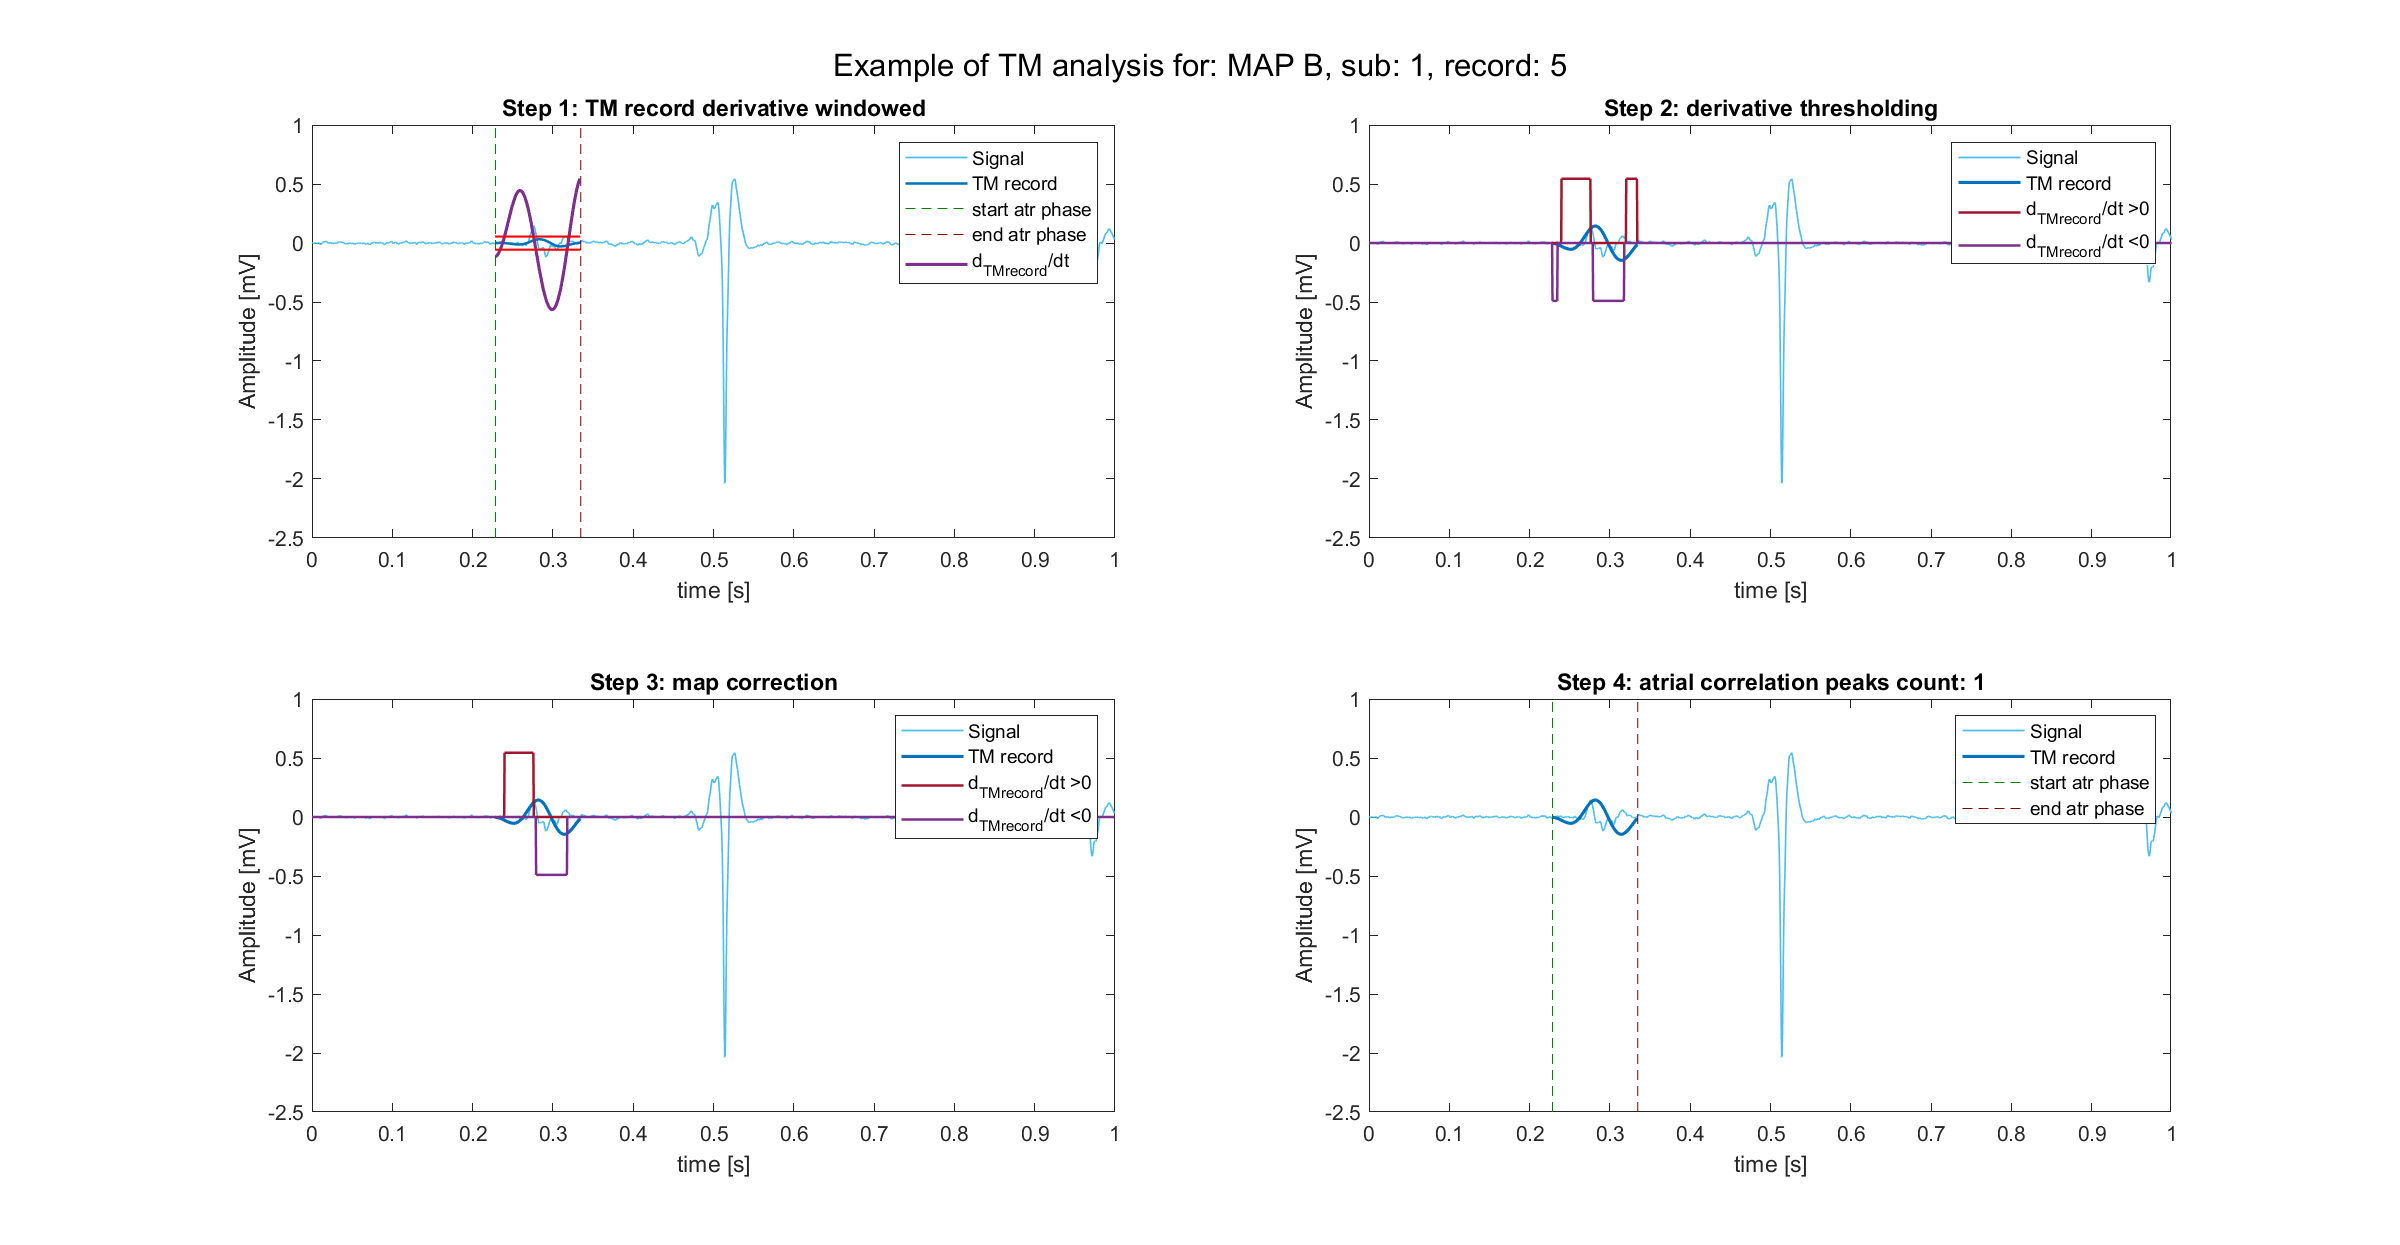 Example of TM analysis for: MAP B, sub: 1, record: 5
Step 1: TM record derivative windowed
1
0.5
0
-0.5
-1
-1.5
-2
-2.5
Amplitude [mV]
0 0.1 0.2 0.3 0.4 0.5 0.6 0.7 0.8 0.9 1
time [s]
Signal
TM record
start atr phase
end atr phase
d_TMrecord/dt
Step 2: derivative thresholding
1
0.5
0
-0.5
-1
-1.5
-2
-2.5
Amplitude [mV]
0 0.1 0.2 0.3 0.4 0.5 0.6 0.7 0.8 0.9 1
time [s]
Signal
TM record
d_TMrecord/dt >0
d_TMrecord/dt <0
Step 3: map correction
1
0.5
0
-0.5
-1
-1.5
-2
-2.5
Amplitude [mV]
0 0.1 0.2 0.3 0.4 0.5 0.6 0.7 0.8 0.9 1
time [s]
Signal
TM record
d_TMrecord/dt >0
d_TMrecord/dt <0
Step 4: atrial correlation peaks count: 1
1
0.5
0
-0.5
-1
-1.5
-2
-2.5
Amplitude [mV]
0 0.1 0.2 0.3 0.4 0.5 0.6 0.7 0.8 0.9 1
time [s]
Signal
TM record
start atr phase
end atr phase